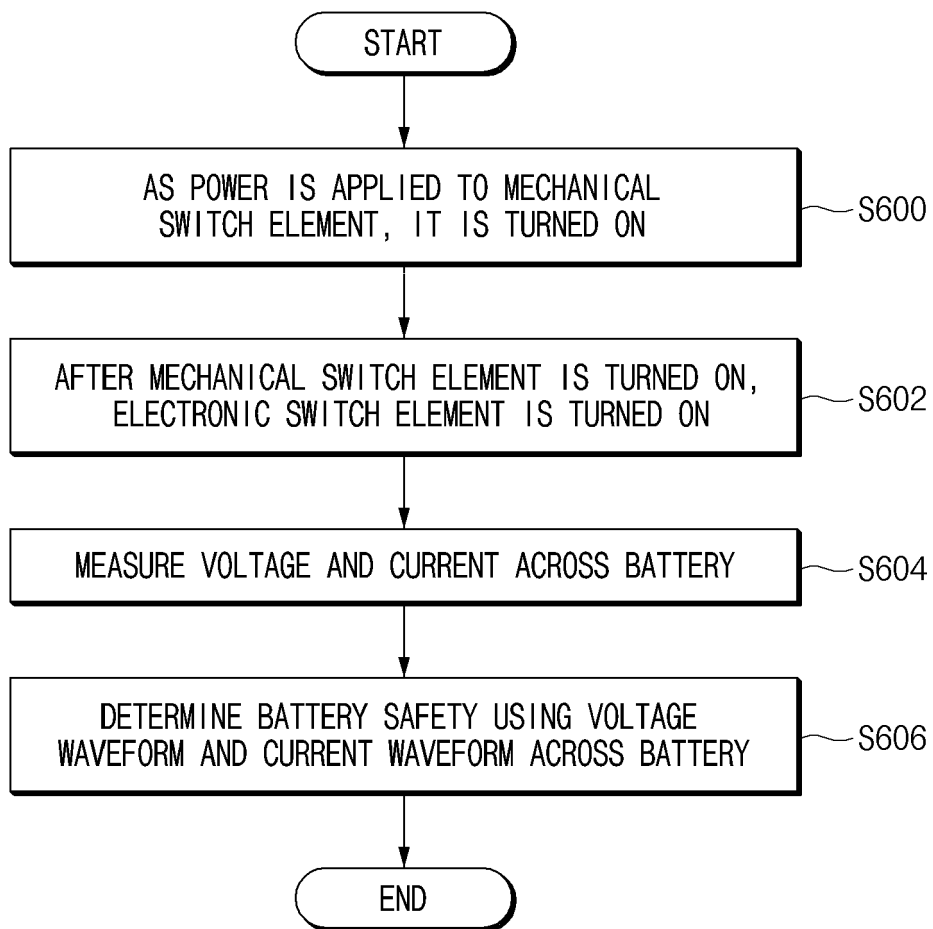 START
AS POWER IS APPLIED TO MECHANICAL
SWITCH ELEMENT, IT IS TURNED ON
S600
AFTER MECHANICAL SWITCH ELEMENT IS TURNED ON,
ELECTRONIC SWITCH ELEMENT IS TURNED ON
S602
MEASURE VOLTAGE AND CURRENT ACROSS BATTERY
S604
DETERMINE BATTERY SAFETY USING VOLTAGE
WAVEFORM AND CURRENT WAVEFORM ACROSS BATTERY
S606
END